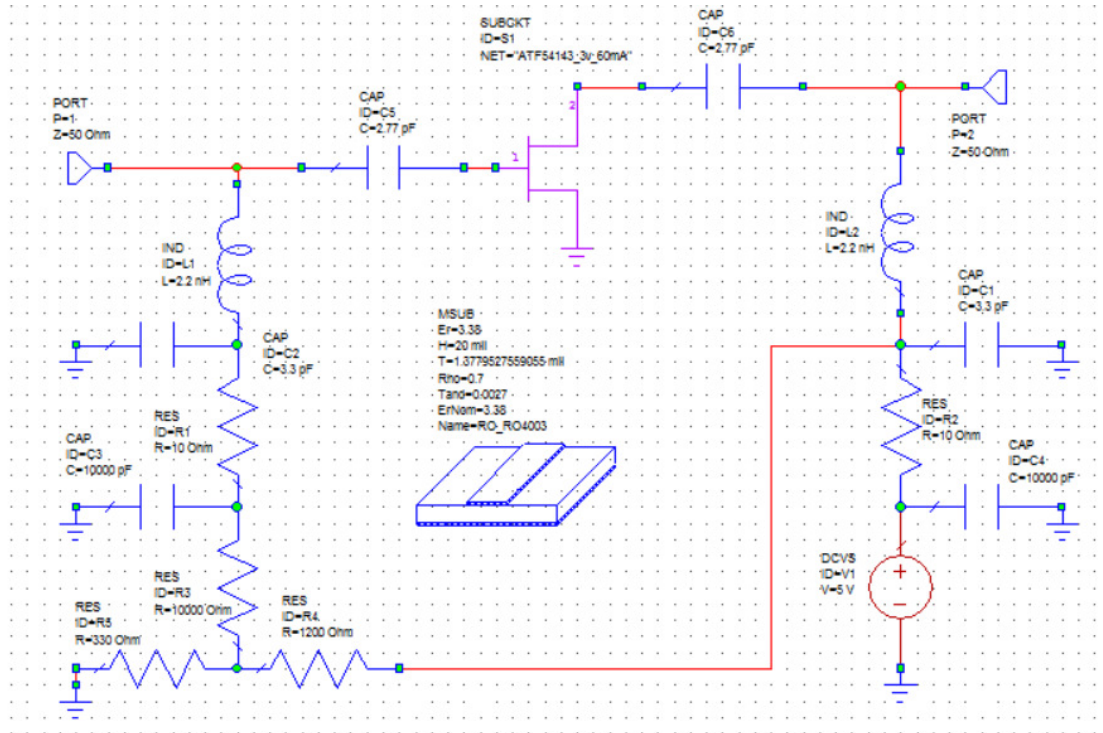 SUBCKT
ID=S1
NET="ATF54143_3v_60mA"
CAP
ID=C6
C=2.77 pF
PORT
P=1
Z=50 Ohm
CAP
ID=C5
C=2.77 pF
2
1
PORT
P=2
Z=50 Ohm
IND
ID=L1
L=2.2 nH
IND
ID=L2
L=2.2 nH
CAP
ID=C2
C=3.3 pF
CAP
ID=C1
C=3.3 pF
MSUB
Er=3.38
H=20 mil
T=1.3779527559055 mil
Rho=0.7
Tand=0.0027
ErNom=3.38
Name=RO_RO4003
RES
ID=R1
R=10 Ohm
RES
ID=R2
R=10 Ohm
CAP
ID=C3
C=10000 pF
CAP
ID=C4
C=10000 pF
DCVS
ID=V1
V=5 V
RES
ID=R3
R=10000 Ohm
RES
ID=R5
R=330 Ohm
RES
ID=R4
R=1200 Ohm